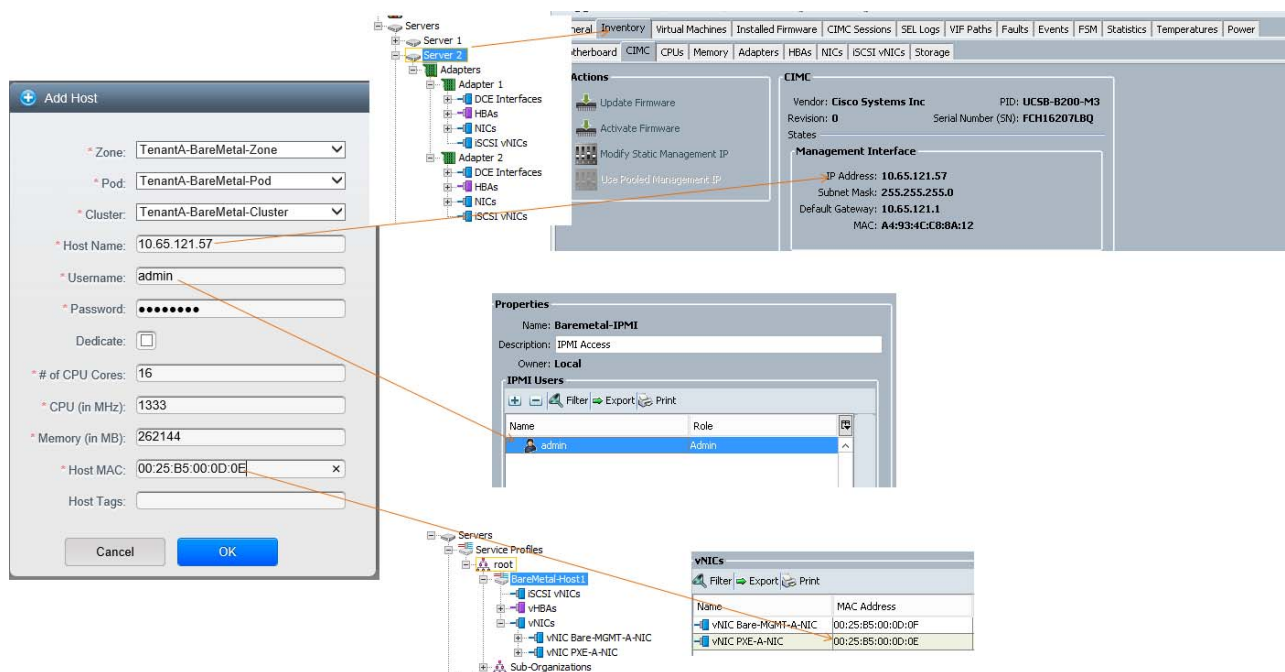 Add Host
* Zone: TenantA-BareMetal-Zone
* Pod: TenantA-BareMetal-Pod
* Cluster: TenantA-BareMetal-Cluster
* Host Name: 10.65.121.57
* Username: admin
* Password: ●●●●●●●●
Dedicate:
* # of CPU Cores: 16
* CPU (in MHz): 1333
* Memory (in MB): 262144
* Host MAC: 00:25:B5:00:0D:0E ×
Host Tags:
Cancel OK
Servers
Server 1
Server 2
Adapters
Adapter 1
DCE Interfaces
HBAs
NICs
iSCSI vNICs
Adapter 2
DCE Interfaces
HBAs
NICs
iSCSI vNICs
neral Inventory Virtual Machines Installed Firmware CIMC Sessions SEL Logs VIF Paths Faults Events FSM Statistics Temperatures Power
otherboard CIMC CPUs Memory Adapters HBAs NICs iSCSI vNICs Storage
Actions
Update Firmware
Activate Firmware
Modify Static Management IP
Use Pooled Management IP
CIMC
Vendor: Cisco Systems Inc PID: UCSB-B200-M3
Revision: 0 Serial Number (SN): FCH16207LBQ
States
Management Interface
IP Address: 10.65.121.57
Subnet Mask: 255.255.255.0
Default Gateway: 10.65.121.1
MAC: A4:93:4C:C8:8A:12
Properties
Name: Baremetal-IPMI
Description: IPMI Access
Owner: Local
IPMI Users
Filter Export Print
Name Role
admin Admin
Servers
Service Profiles
root
BareMetal-Host1
iSCSI vNICs
vHBAs
vNICs
vNIC Bare-MGMT-A-NIC
vNIC PXE-A-NIC
Sub-Organizations
vNICs
Filter Export Print
Name MAC Address
vNIC Bare-MGMT-A-NIC 00:25:B5:00:0D:0F
vNIC PXE-A-NIC 00:25:B5:00:0D:0E